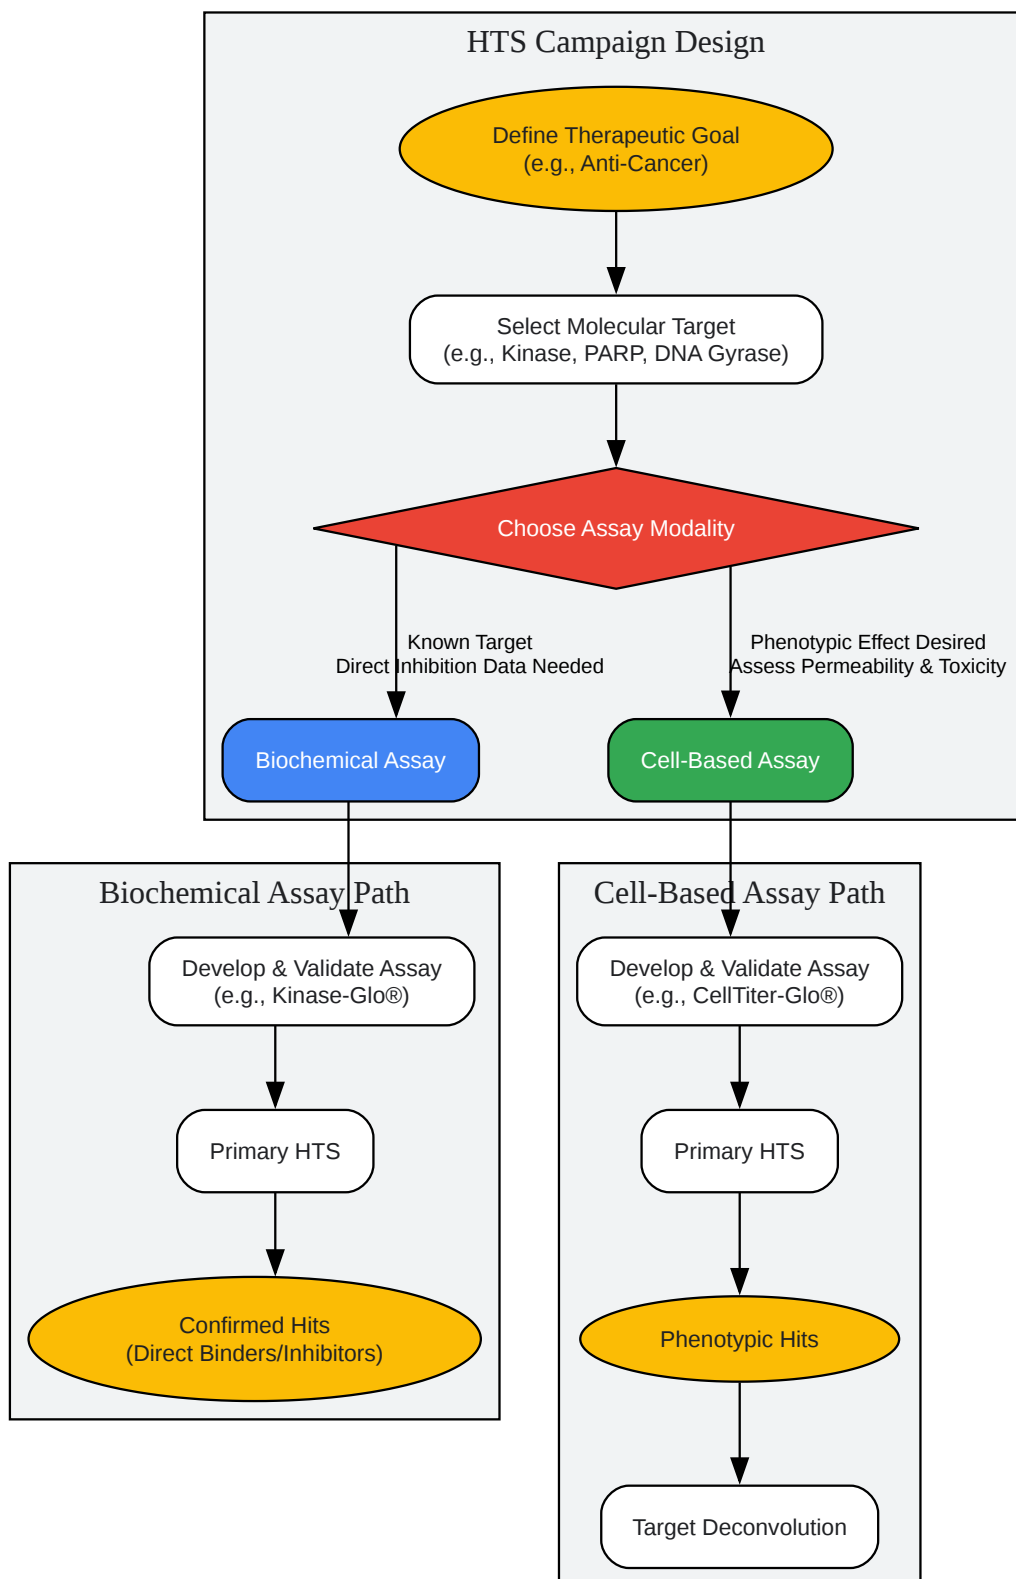 HTS Campaign Design
Define Therapeutic Goal
(e.g., Anti-Cancer)
Select Molecular Target
(e.g., Kinase, PARP, DNA Gyrase)
Choose Assay Modality
Known Target
Direct Inhibition Data Needed
Phenotypic Effect Desired
Assess Permeability & Toxicity
Biochemical Assay
Cell-Based Assay
Biochemical Assay Path
Develop & Validate Assay
(e.g., Kinase-Glo®)
Primary HTS
Confirmed Hits
(Direct Binders/Inhibitors)
Cell-Based Assay Path
Develop & Validate Assay
(e.g., CellTiter-Glo®)
Primary HTS
Phenotypic Hits
Target Deconvolution